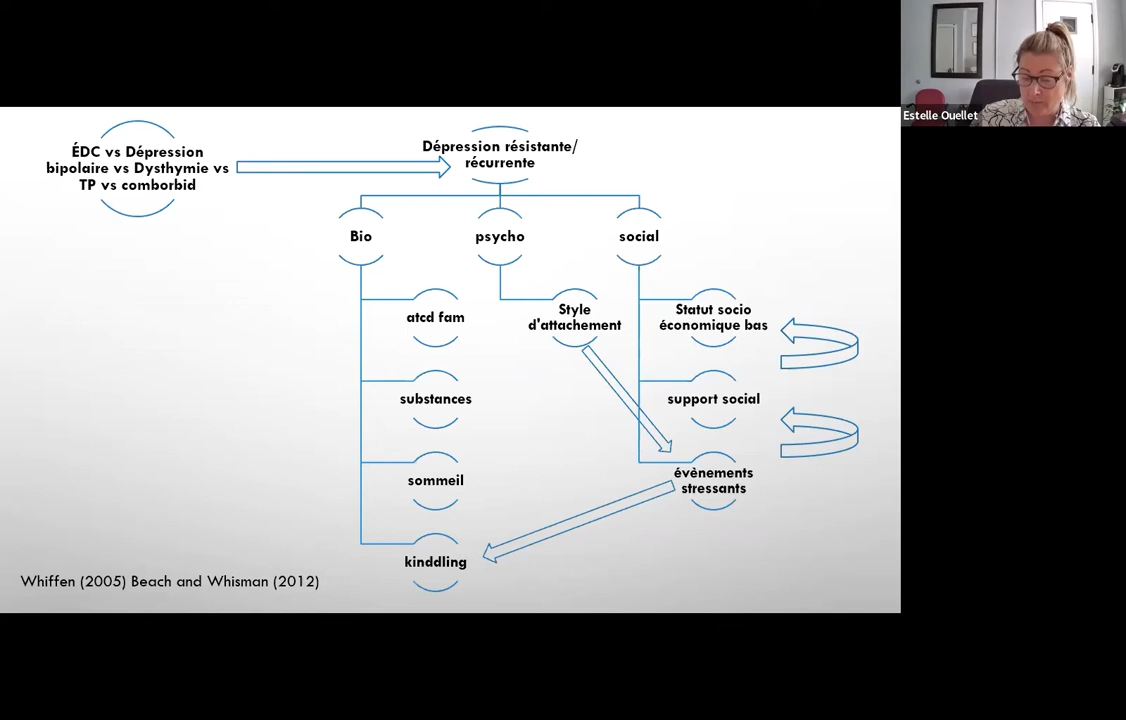 Estelle Ouellet
ÉDC vs Dépression
bipolaire vs Dysthymie vs
TP vs comborbid
Dépression résistante/
récurrente
Bio
psycho
social
atcd fam
Style
d'attachement
Statut socio
économique bas
substances
support social
sommeil
évènements
stressants
kinddling
Whiffen (2005) Beach and Whisman (2012)